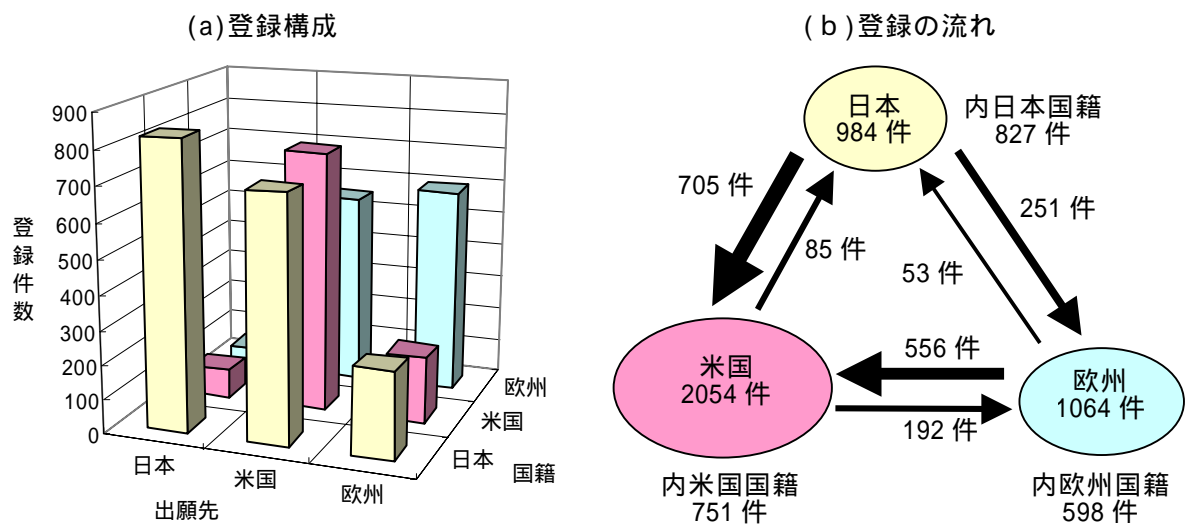 (a)登録構成
900
800
700
600
500
400
300
200
100
0
登録件数
日本
米国
欧州
出願先
日本
米国
欧州
国籍
(b)登録の流れ
日本
984 件
内日本国籍
827 件
705 件
85 件
251 件
53 件
米国
2054 件
556 件
192 件
欧州
1064 件
内米国国籍
751 件
内欧州国籍
598 件